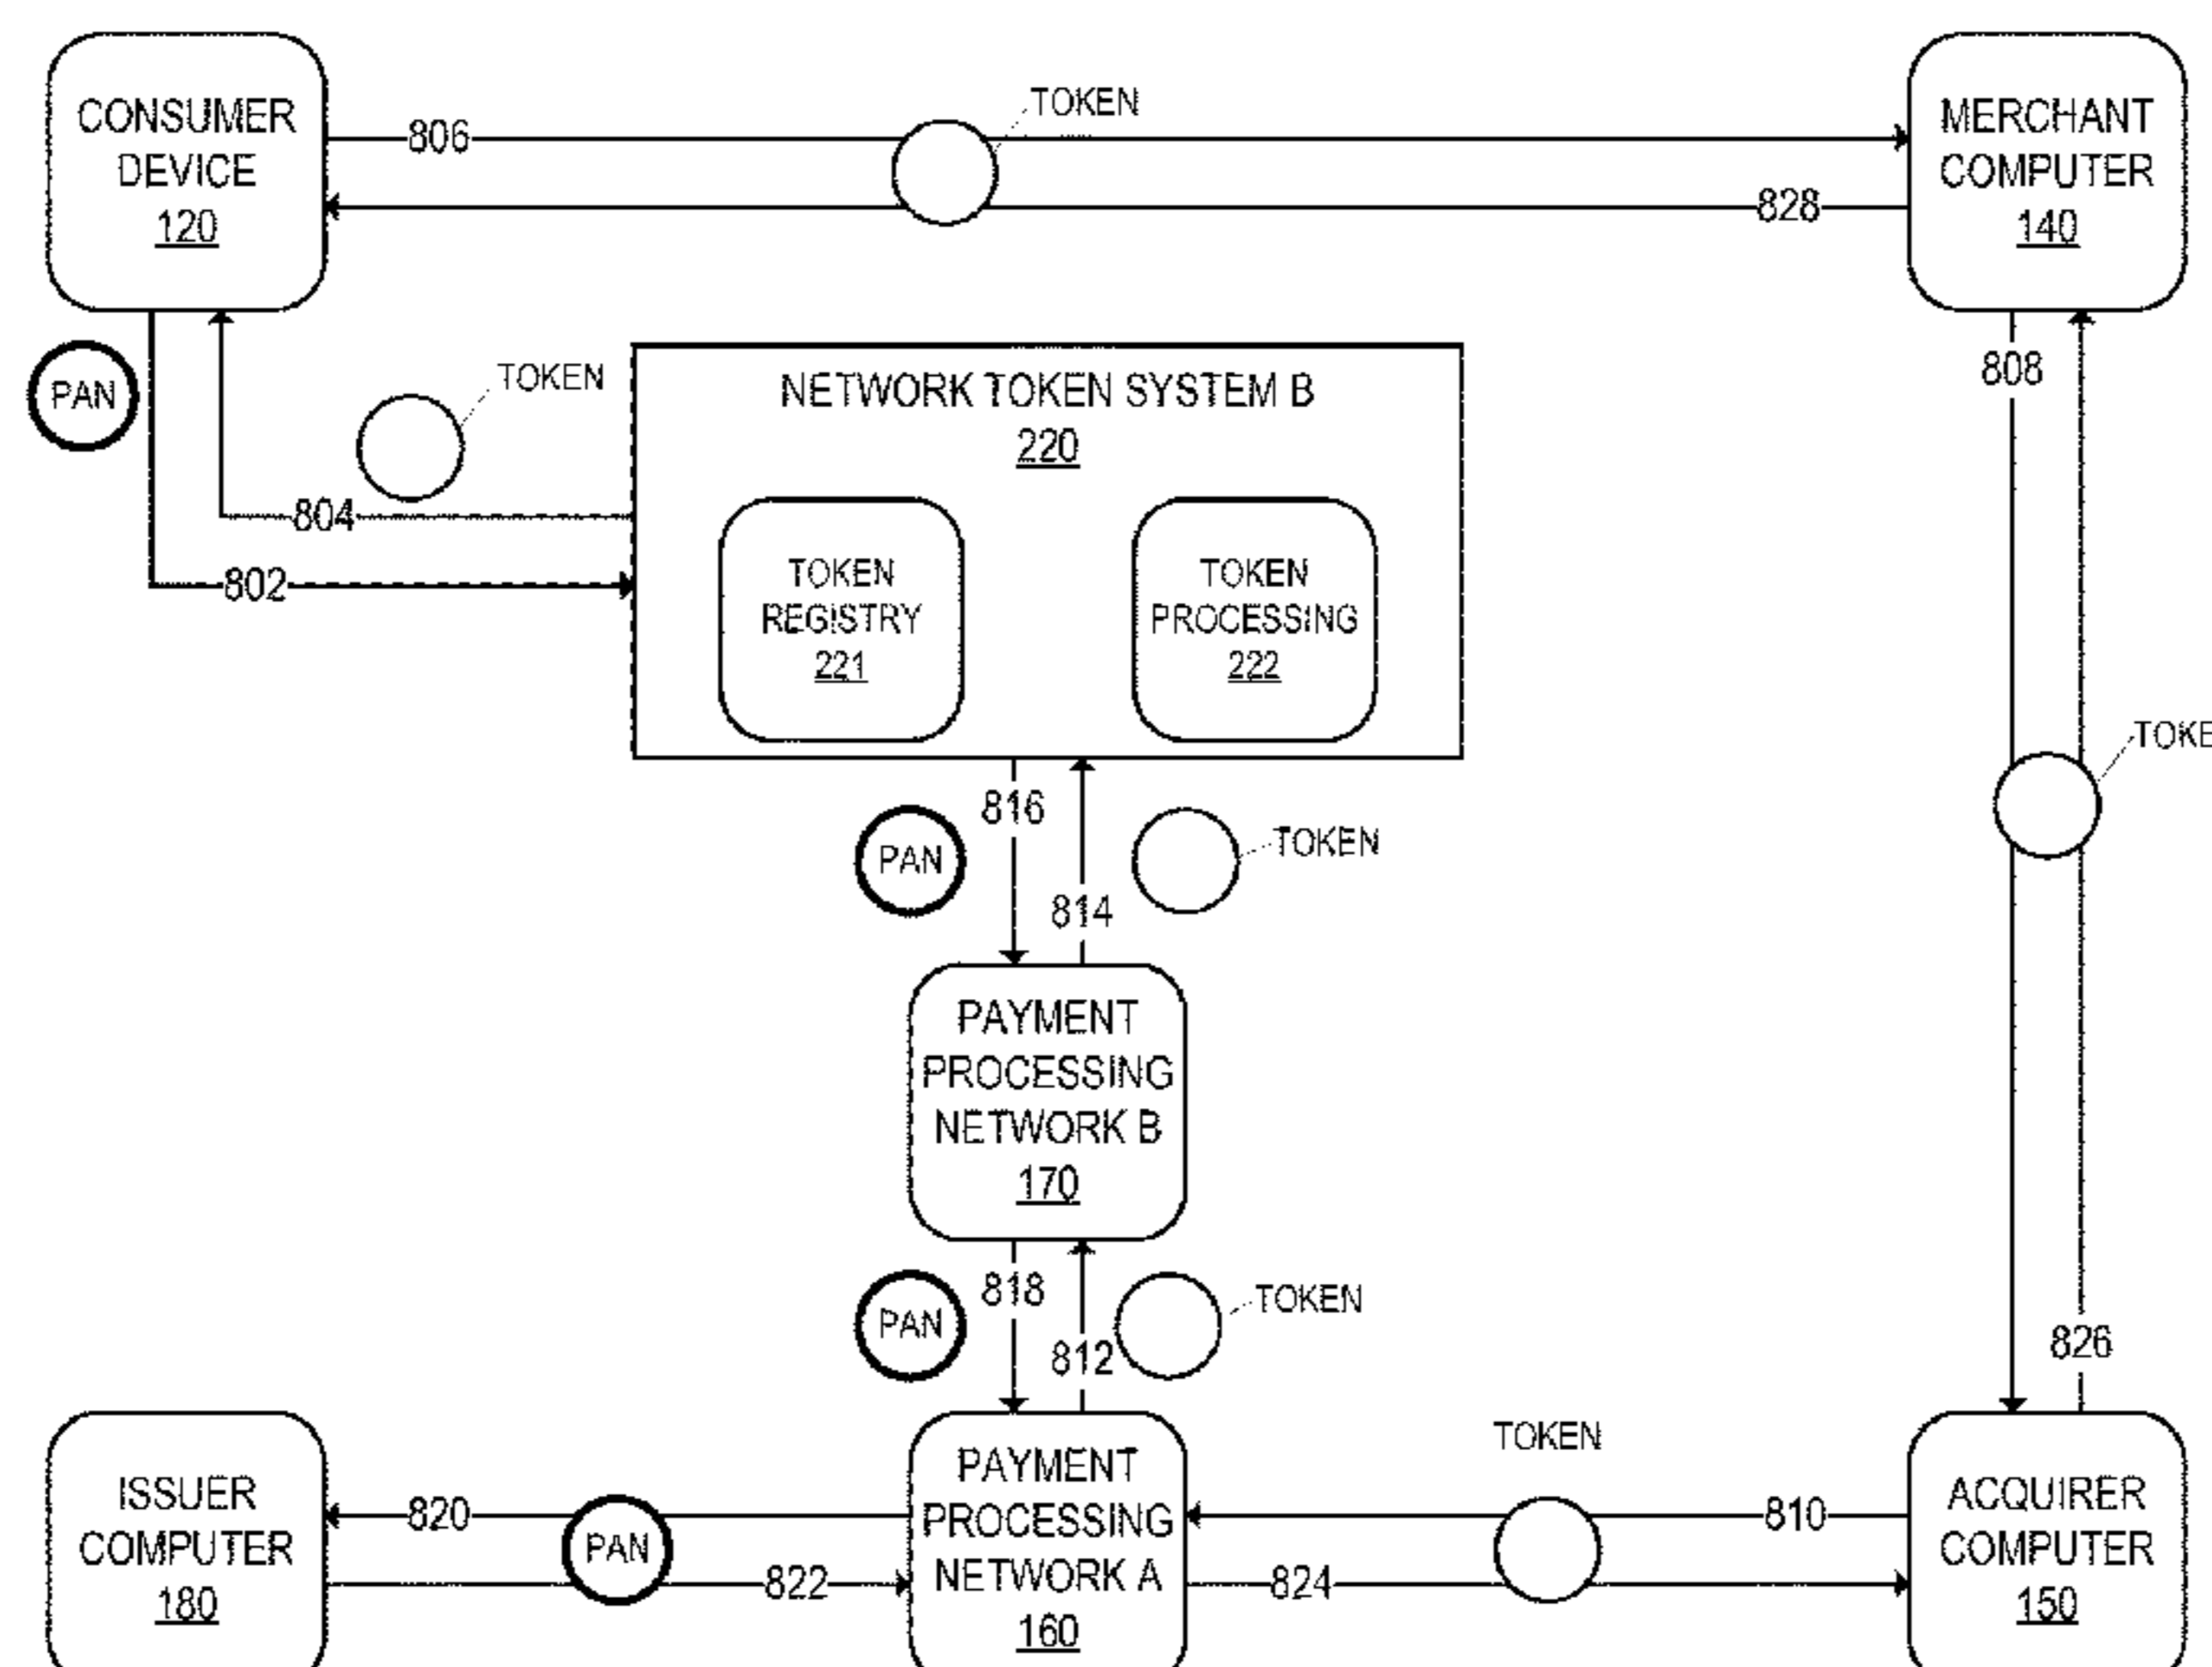 CONSUMER
DEVICE
120
806
TOKEN
828
MERCHANT
COMPUTER
140
PAN
TOKEN
804
802
NETWORK TOKEN SYSTEM B
220
TOKEN
REGISTRY
221
TOKEN
PROCESSING
222
808
TOKE
816
PAN
814
TOKEN
PAYMENT
PROCESSING
NETWORK B
170
818
PAN
812
TOKEN
826
ISSUER
COMPUTER
180
820
PAN
822
PAYMENT
PROCESSING
NETWORK A
160
TOKEN
810
824
ACQUIRER
COMPUTER
150